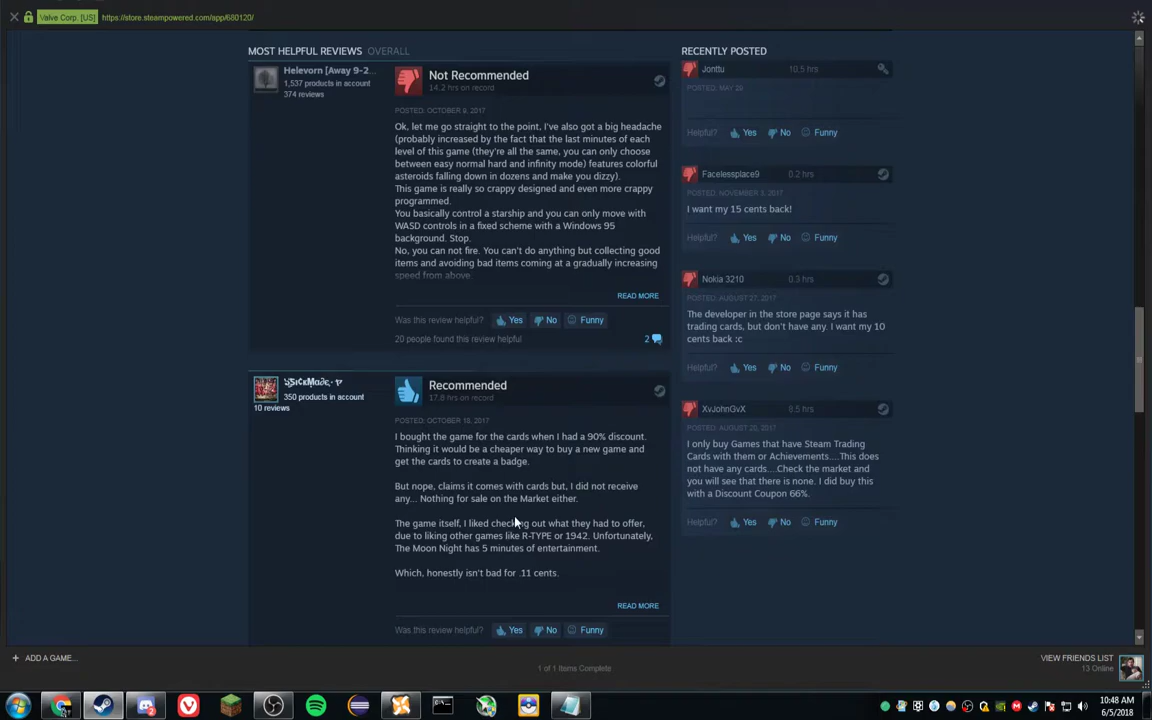 Valve Corp. [US] https://store.steampowered.com/app/680120/
MOST HELPFUL REVIEWS OVERALL
Helevorn [Away 9-2...
1,537 products in account
374 reviews
Not Recommended
14.2 hrs on record
POSTED: OCTOBER 9, 2017
Ok, let me go straight to the point, I've also got a big headache
(probably increased by the fact that the last minutes of each
level of this game (they're all the same, you can only choose
between easy normal hard and infinity mode) features colorful
asteroids falling down in dozens and make you dizzy).
This game is really so crappy designed and even more crappy
programmed.
You basically control a starship and you can only move with
WASD controls in a fixed scheme with a Windows 95
background. Stop.
No, you can not fire. You can't do anything but collecting good
items and avoiding bad items coming at a gradually increasing
speed from above.
READ MORE
Was this review helpful? Yes No Funny
20 people found this review helpful 2
350 products in account
10 reviews
Recommended
17.8 hrs on record
POSTED: OCTOBER 18, 2017
I bought the game for the cards when I had a 90% discount.
Thinking it would be a cheaper way to buy a new game and
get the cards to create a badge.
But nope, claims it comes with cards but, I did not receive
any... Nothing for sale on the Market either.
The game itself, I liked checking out what they had to offer,
due to liking other games like R-TYPE or 1942. Unfortunately,
The Moon Night has 5 minutes of entertainment.
Which, honestly isn't bad for .11 cents.
READ MORE
Was this review helpful? Yes No Funny
RECENTLY POSTED
Jonttu 10.5 hrs
POSTED: MAY 29
Helpful? Yes No Funny
Facelessplace9 0.2 hrs
POSTED: NOVEMBER 3, 2017
I want my 15 cents back!
Helpful? Yes No Funny
Nokia 3210 0.3 hrs
POSTED: AUGUST 27, 2017
The developer in the store page says it has
trading cards, but don't have any. I want my 10
cents back :c
Helpful? Yes No Funny
XvJohnGvX 8.5 hrs
I only buy Games that have Steam Trading
Cards with them or Achievements....This does
not have any cards....Check the market and
you will see that there is none. I did buy this
with a Discount Coupon 66%.
Helpful? Yes No Funny
+ ADD A GAME...
1 of 1 Items Complete
VIEW FRIENDS LIST
13 Online
10:48 AM
6/5/2018